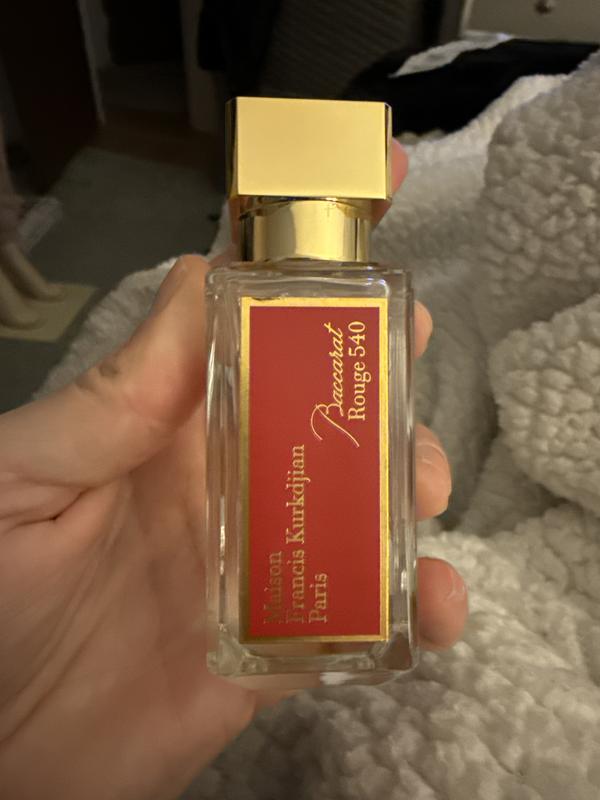 Baccarat
Rouge 540
Maison
Francis Kurkdjian
Paris